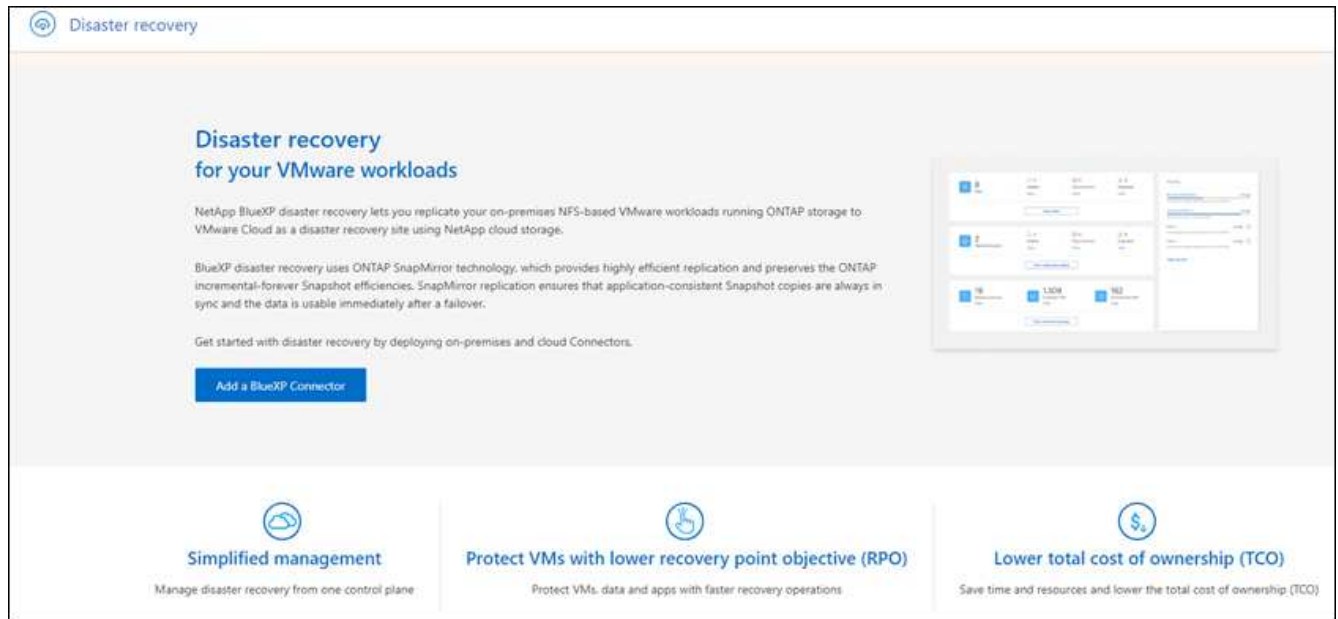 Disaster recovery
Disaster recovery
for your VMware workloads
NetApp BlueXP disaster recovery lets you replicate your on-premises NFS-based VMware workloads running ONTAP storage to
VMware Cloud as a disaster recovery site using NetApp cloud storage.
BlueXP disaster recovery uses ONTAP SnapMirror technology, which provides highly efficient replication and preserves the ONTAP
incremental-forever Snapshot efficiencies. SnapMirror replication ensures that application-consistent Snapshot copies are always in
sync and the data is usable immediately after a failover.
Get started with disaster recovery by deploying on-premises and cloud Connectors.
Add a BlueXP Connector
Simplified management
Manage disaster recovery from one control plane
Protect VMs with lower recovery point objective (RPO)
Protect VMs, data and apps with faster recovery operations
Lower total cost of ownership (TCO)
Save time and resources and lower the total cost of ownership (TCO)